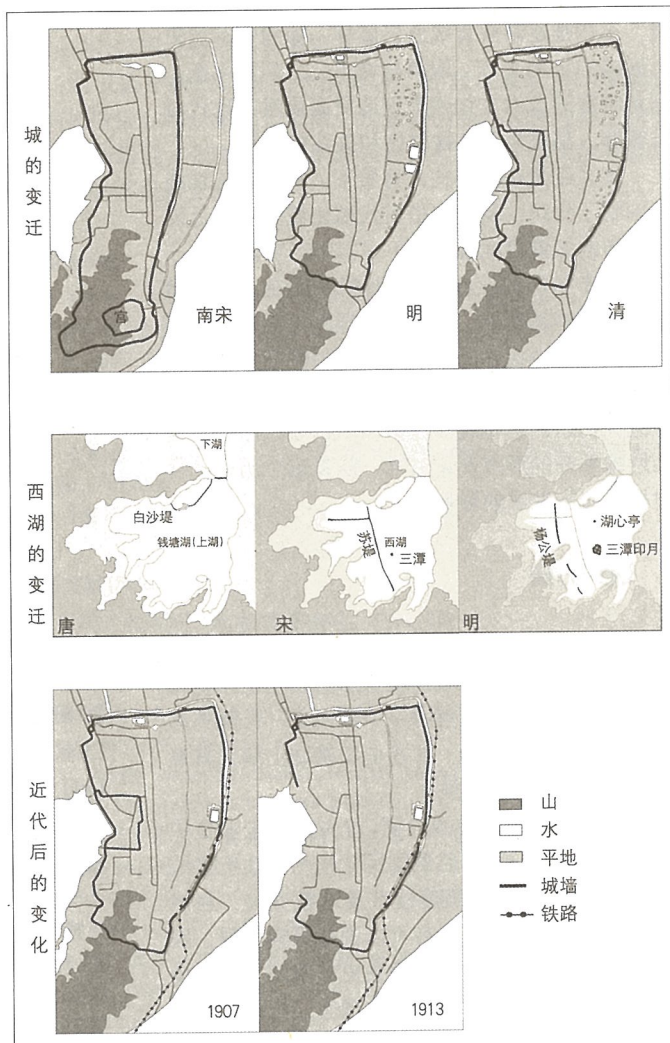 城的变迁
宫
南宋
明
清
西湖的变迁
下湖
白沙堤
钱塘湖(上湖)
唐
苏堤
西湖
三潭
宋
湖心亭
杨公堤
三潭印月
明
近代后的变化
1907
1913
山
水
平地
城墙
铁路